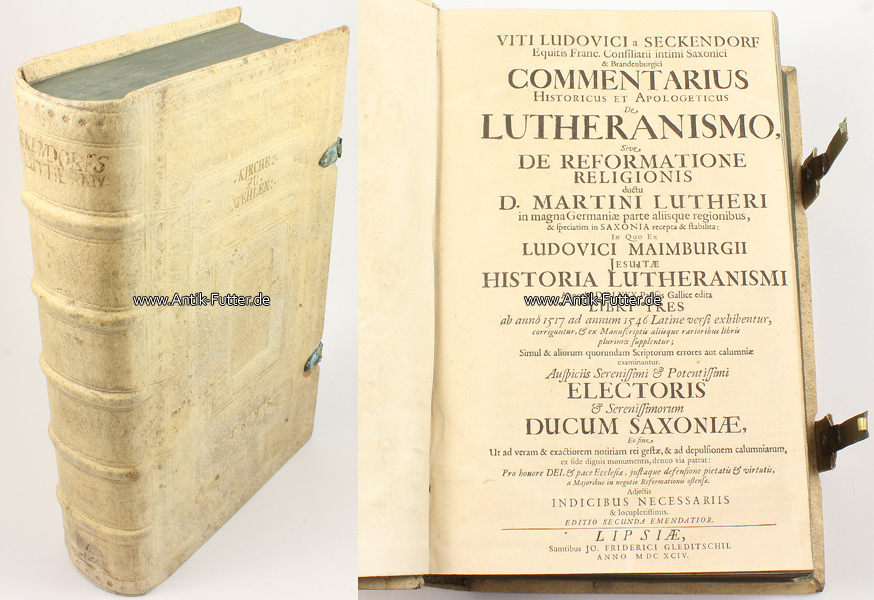 KIRCHE
ZU
WEHLEN
www.Antik-Futter.de
VITI LUDOVICI a SECKENDORF
Equitis Franc. Consiliarii intimi Saxonici
& Brandenburgici
COMMENTARIUS
HISTORICUS ET APOLOGETICUS
De
LUTHERANISMO,
Sive
DE REFORMATIONE
RELIGIONIS
ductu
D. MARTINI LUTHERI
in magna Germaniæ parte aliisque regionibus,
& speciatim in SAXONIA recepta & stabilita:
IN QUO EX
LUDOVICI MAIMBURGII
JESUITÆ
HISTORIA LUTHERANISMI
Gallice edita
www.Antik-Futter.de
LIBRI TRES
ab anno 1517 ad annum 1546 Latine versi exhibentur,
corriguntur, & ex Manuscriptis aliisque rarioribus libris
plurimis supplentur;
Simul & aliorum quorundam Scriptorum errores aut calumniæ
examinantur.
Auspiciis Serenissimi & Potentissimi
ELECTORIS
& Serenissimorum
DUCUM SAXONIÆ,
Eo fine
Ut ad veram & exactiorem notitiam rei gestæ, & ad depulsionem calumniarum,
ex fide dignis monumentis, denuo via pateat:
Pro honore DEI, & pace Ecclesiæ, justaque defensione pietatis & virtutis,
a Majoribus in negotio Reformationis ostensæ.
Adjectis
INDICIBUS NECESSARIIS
& locupletissimis.
EDITIO SECUNDA EMENDATIOR.
LIPSIÆ,
Sumtibus JO. FRIDERICI GLEDITSCHII.
ANNO MDCXCIV.